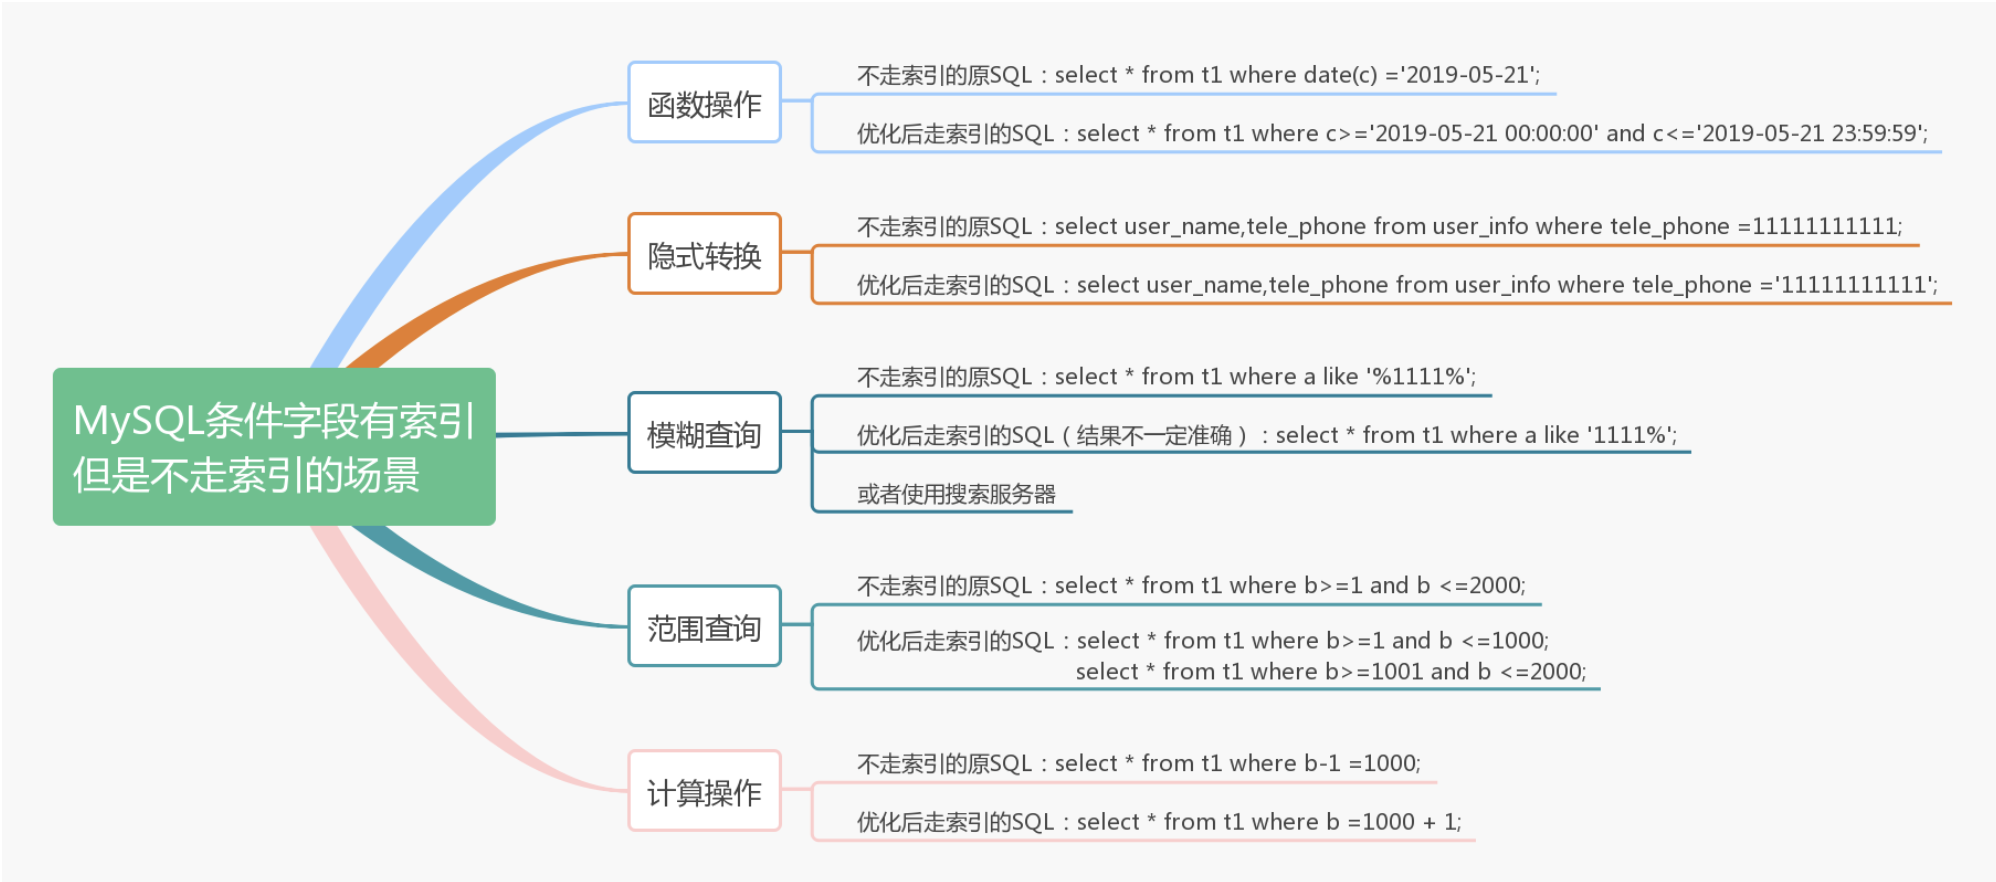 MySQL条件字段有索引
但是不走索引的场景
函数操作
不走索引的原SQL：select * from t1 where date(c) ='2019-05-21';
优化后走索引的SQL：select * from t1 where c>='2019-05-21 00:00:00' and c<='2019-05-21 23:59:59';
隐式转换
不走索引的原SQL：select user_name,tele_phone from user_info where tele_phone =11111111111;
优化后走索引的SQL：select user_name,tele_phone from user_info where tele_phone ='11111111111';
模糊查询
不走索引的原SQL：select * from t1 where a like '%1111%';
优化后走索引的SQL（结果不一定准确）：select * from t1 where a like '1111%';
或者使用搜索服务器
范围查询
不走索引的原SQL：select * from t1 where b>=1 and b <=2000;
优化后走索引的SQL：select * from t1 where b>=1 and b <=1000;
select * from t1 where b>=1001 and b <=2000;
计算操作
不走索引的原SQL：select * from t1 where b-1 =1000;
优化后走索引的SQL：select * from t1 where b =1000 + 1;